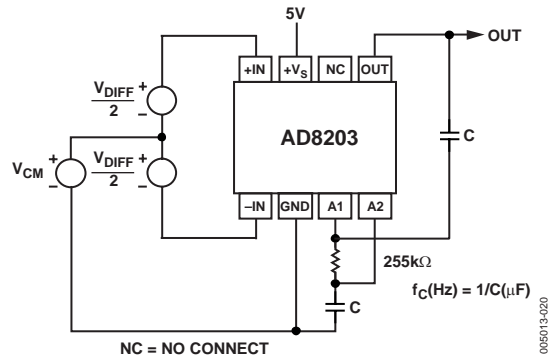 5V
OUT
+IN
+VS
NC
OUT
VDIFF
2
+
−
AD8203
C
VCM
+
−
VDIFF
2
+
−
−IN
GND
A1
A2
255kΩ
fC(Hz) = 1/C(μF)
C
NC = NO CONNECT
005013-020